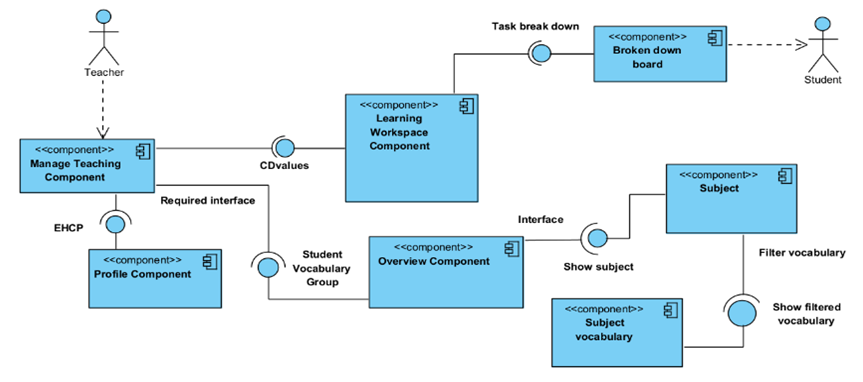 Teacher
Task break down
<<component>>
Broken down
board
Student
<<component>>
Learning
Workspace
Component
<<component>>
Manage Teaching
Component
CDvalues
Required interface
EHCP
<<component>>
Profile Component
Student
Vocabulary
Group
<<component>>
Overview Component
Interface
Show subject
<<component>>
Subject
Filter vocabulary
Show filtered
vocabulary
<<component>>
Subject
vocabulary